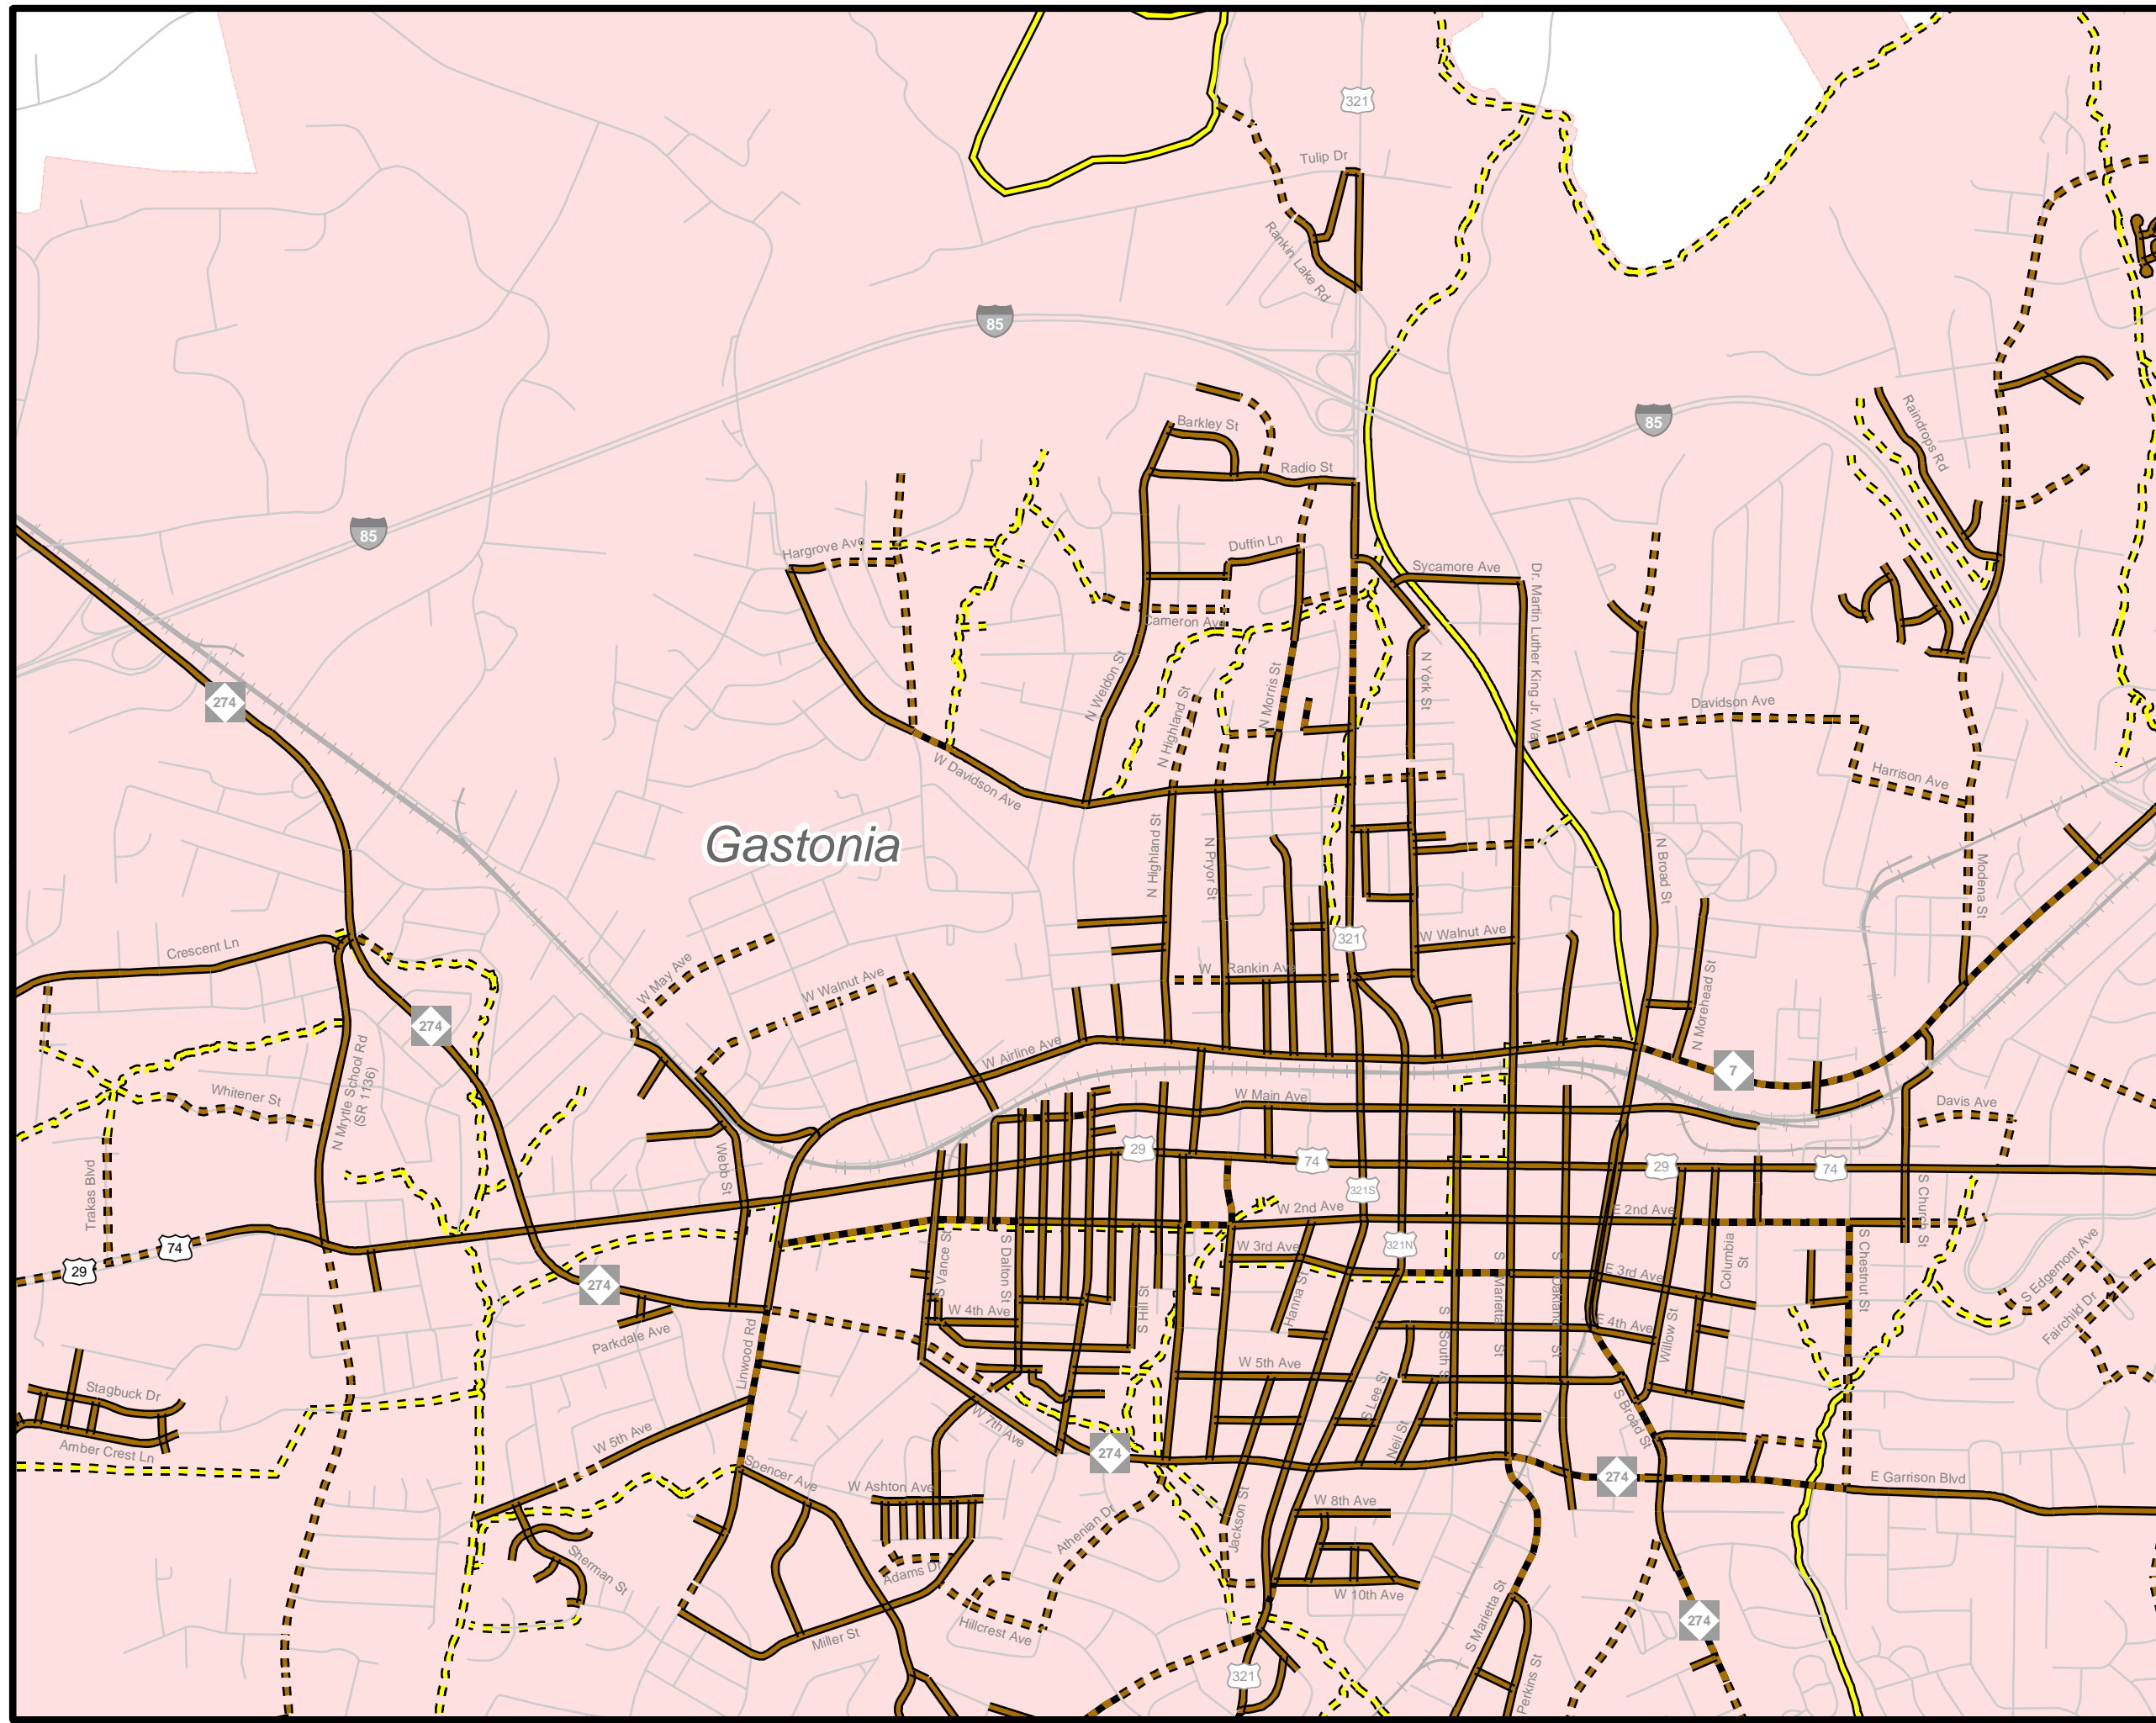 321
Tulip Dr
Rankin Lake Rd
85
85
85
Barkley St
Raindrops Rd
Radio St
Hargrove Ave
Duffin Ln
Sycamore Ave
Dr. Martin Luther King Jr. Wa
Cameron Ave
N Weldon St
N York St
N Morris St
N Highland St
274
Davidson Ave
W Davidson Ave
Harrison Ave
Gastonia
N Highland St
N Pryor St
N Broad St
Modena St
Crescent Ln
321
W Walnut Ave
W May Ave
W Walnut Ave
W Rankin Ave
N Morehead St
274
W Airline Ave
7
N Myrtle School Rd
(SR 1136)
Whitener St
W Main Ave
Davis Ave
29
74
29
74
Webb St
Trakas Blvd
321S
W 2nd Ave
E 2nd Ave
S Church St
74
29
S Vance St
S Dalton St
W 3rd Ave
321N
S Marietta St
S Oakland St
E 3rd Ave
Columbia
St
S Chestnut St
S Edgemont Ave
Fairchild Dr
274
W 4th Ave
S Hill St
Hanna St
E 4th Ave
Willow St
Parkdale Ave
Linwood Rd
S South St
W 5th Ave
Stagbuck Dr
S Lee St
Neil St
S Broad St
W 7th Ave
W 5th Ave
Amber Crest Ln
274
274
E Garrison Blvd
Spencer Ave
W Ashton Ave
W 8th Ave
Jackson St
Athenian Dr
Sherman St
Adams Dr
W 10th Ave
Hillcrest Ave
Miller St
274
S Marietta St
321
Perkins St